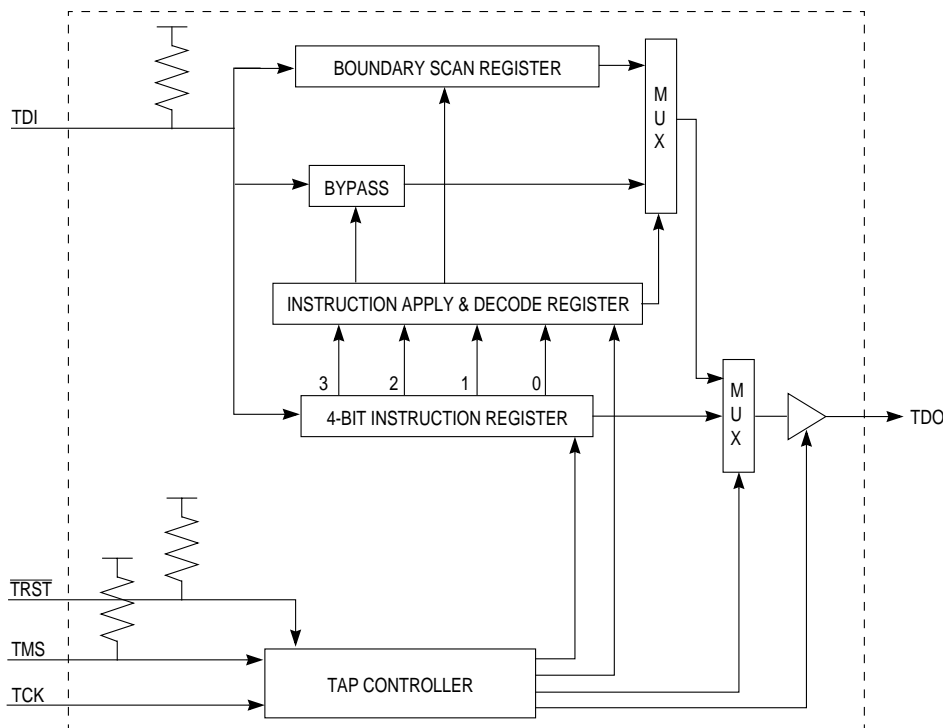 BOUNDARY SCAN REGISTER
M
U
X
TDI
BYPASS
INSTRUCTION APPLY & DECODE REGISTER
3 2 1 0
4-BIT INSTRUCTION REGISTER
M
U
X
TDO
TRST
TMS
TCK
TAP CONTROLLER